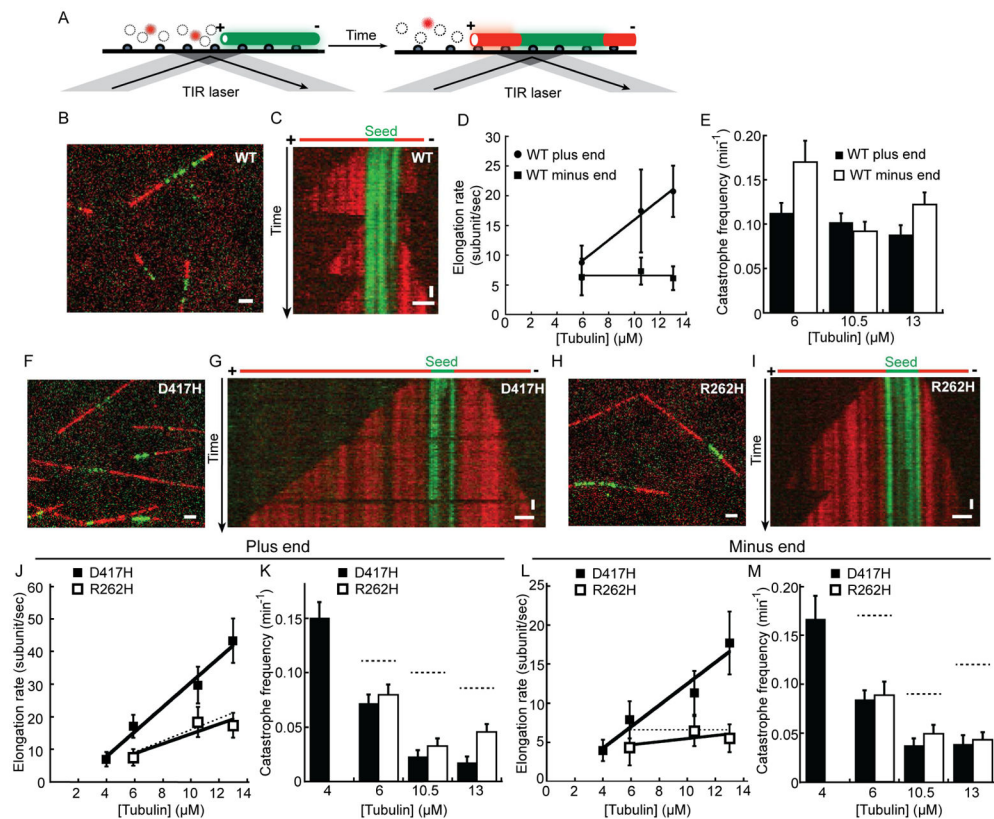 A
+ -
Time
+ -
TIR laser
TIR laser
B
WT
C
Seed
+ -
WT
Time
D
Elongation rate
(subunit/sec)
30
25
20
15
10
5
0
WT plus end
WT minus end
0 2 4 6 8 10 12 14
[Tubulin] (µM)
E
Catastrophe frequency (min⁻¹)
0.20
0.15
0.10
0.05
0.00
WT plus end
WT minus end
6 10.5 13
[Tubulin] (µM)
F
D417H
G
Seed
+ -
D417H
Time
H
R262H
I
Seed
+ -
R262H
Time
Plus end
Minus end
J
D417H
R262H
Elongation rate (subunit/sec)
60
50
40
30
20
10
0
2 4 6 8 10 12 14
[Tubulin] (µM)
K
D417H
R262H
Catastrophe frequency (min⁻¹)
0.15
0.10
0.05
0.00
4 6 10.5 13
[Tubulin] (µM)
L
D417H
R262H
Elongation rate (subunit/sec)
25
20
15
10
5
0
0 2 4 6 8 10 12 14
[Tubulin] (µM)
M
D417H
R262H
Catastrophe frequency (min⁻¹)
0.20
0.15
0.10
0.05
0.00
4 6 10.5 13
[Tubulin] (µM)